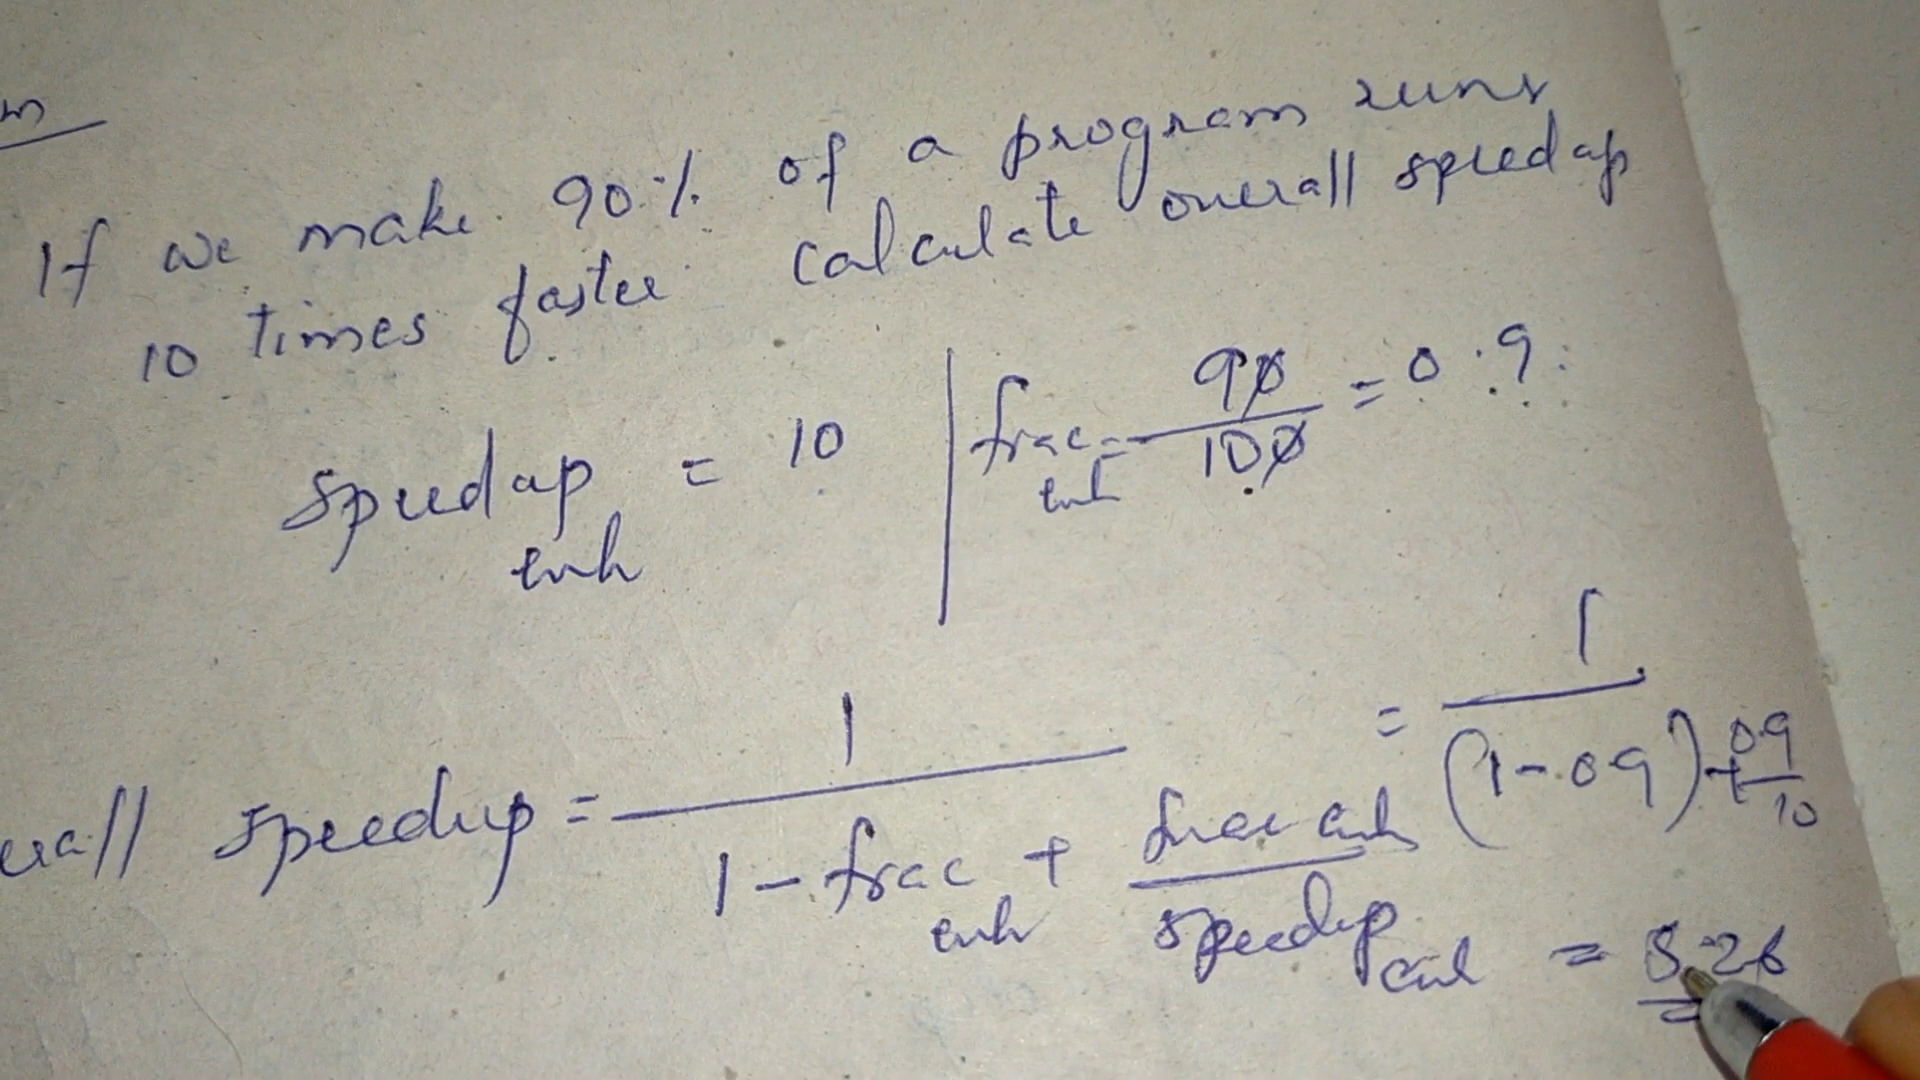 If we make 90% of a program runs
10 times faster calculate overall speedup
speedup enh = 10 | frac enh = 90/100 = 0.9
erall speedup = 1 / 1 - frac enh + frac enh / speedup enh = 1 / (1-0.9) + 0.9/10
= 5.26